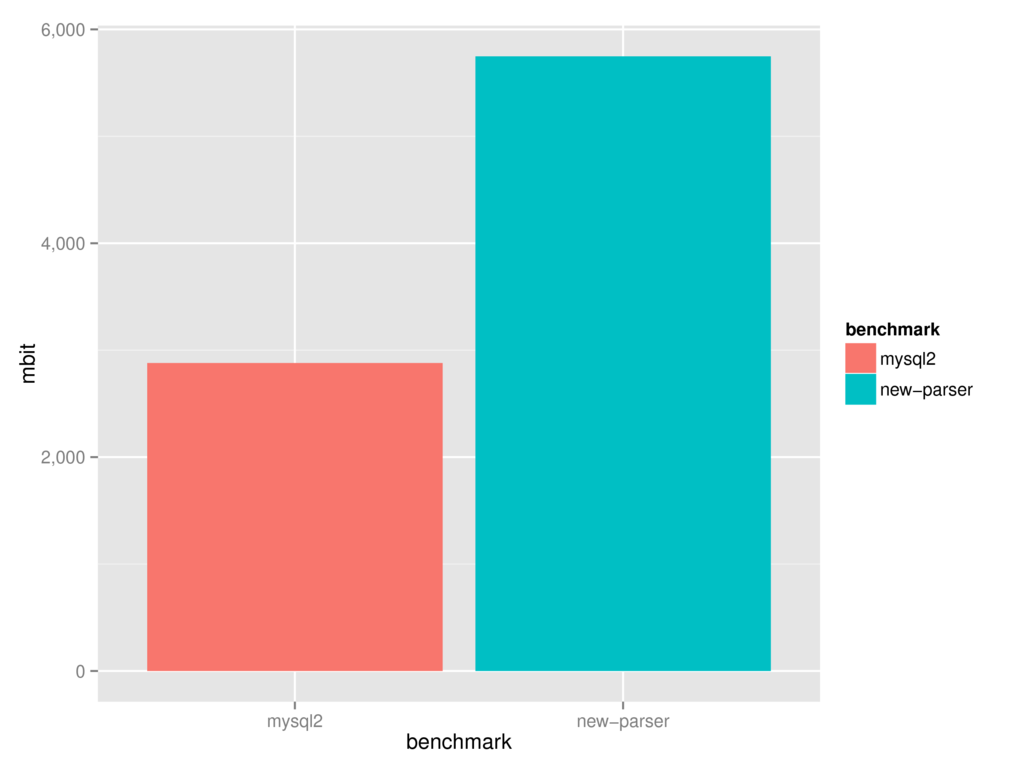 6,000
4,000
2,000
0
mbit
mysql2
new−parser
benchmark
benchmark
mysql2
new−parser